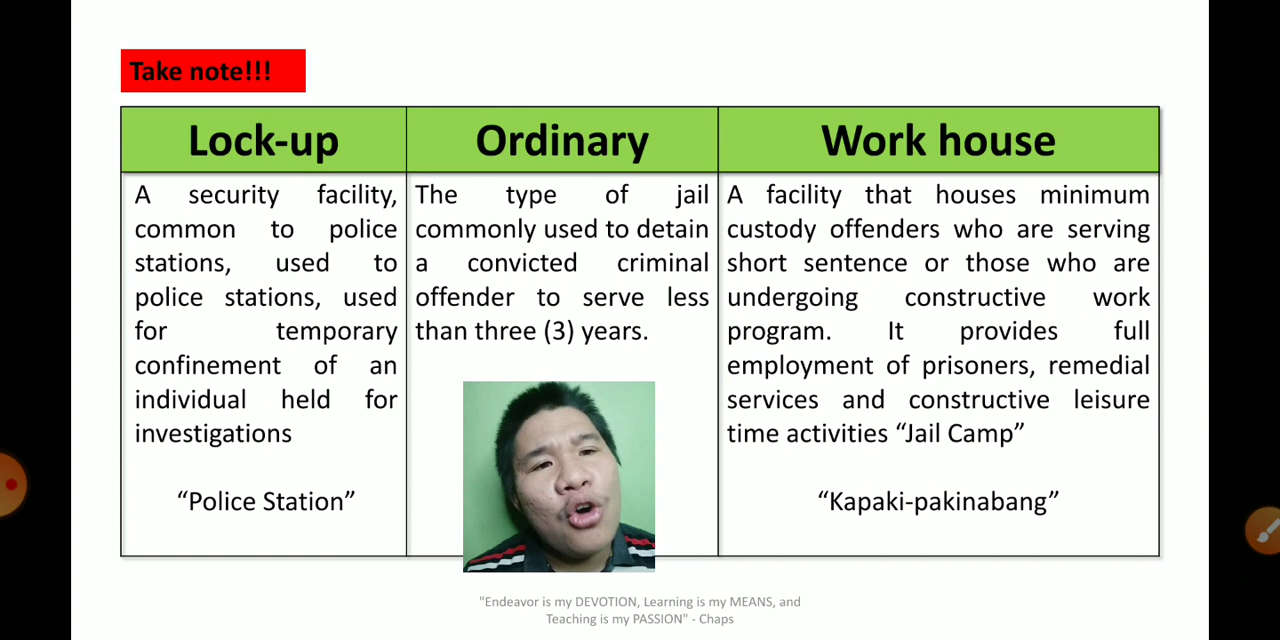 Take note!!!
Lock-up
Ordinary
Work house
A security facility,
common to police
stations, used to
police stations, used
for temporary
confinement of an
individual held for
investigations
“Police Station”
The type of jail
commonly used to detain
a convicted criminal
offender to serve less
than three (3) years.
A facility that houses minimum
custody offenders who are serving
short sentence or those who are
undergoing constructive work
program. It provides full
employment of prisoners, remedial
services and constructive leisure
time activities “Jail Camp”
“Kapaki-pakinabang”
"Endeavor is my DEVOTION, Learning is my MEANS, and
Teaching is my PASSION" - Chaps